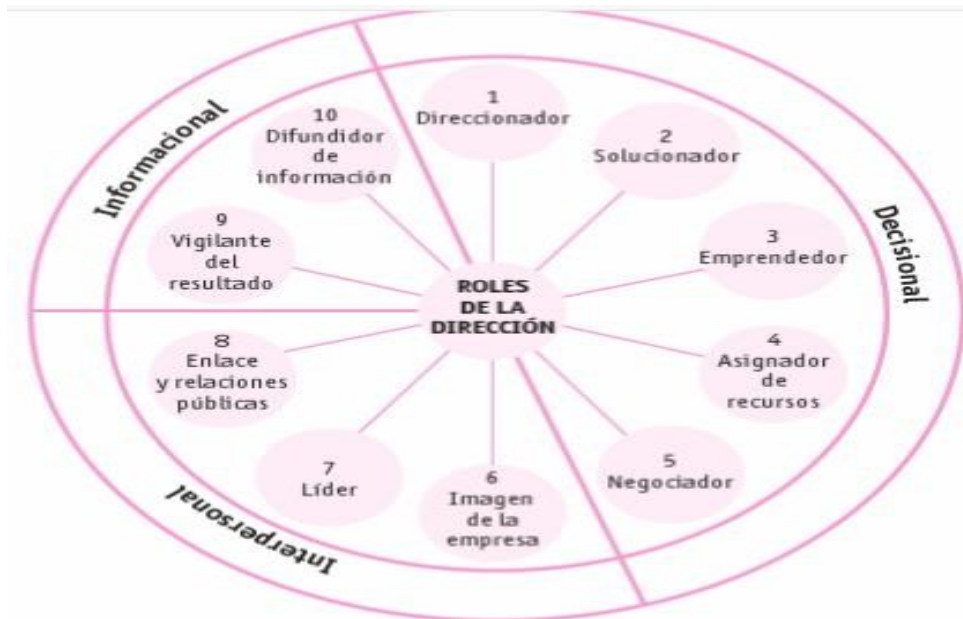 Informacional
Decisional
Interpersonal
ROLES
DE LA
DIRECCIÓN
1
Direccionador
2
Solucionador
3
Emprendedor
4
Asignador
de
recursos
5
Negociador
6
Imagen
de la
empresa
7
Líder
8
Enlace
y relaciones
públicas
9
Vigilante
del
resultado
10
Difundidor
de
información